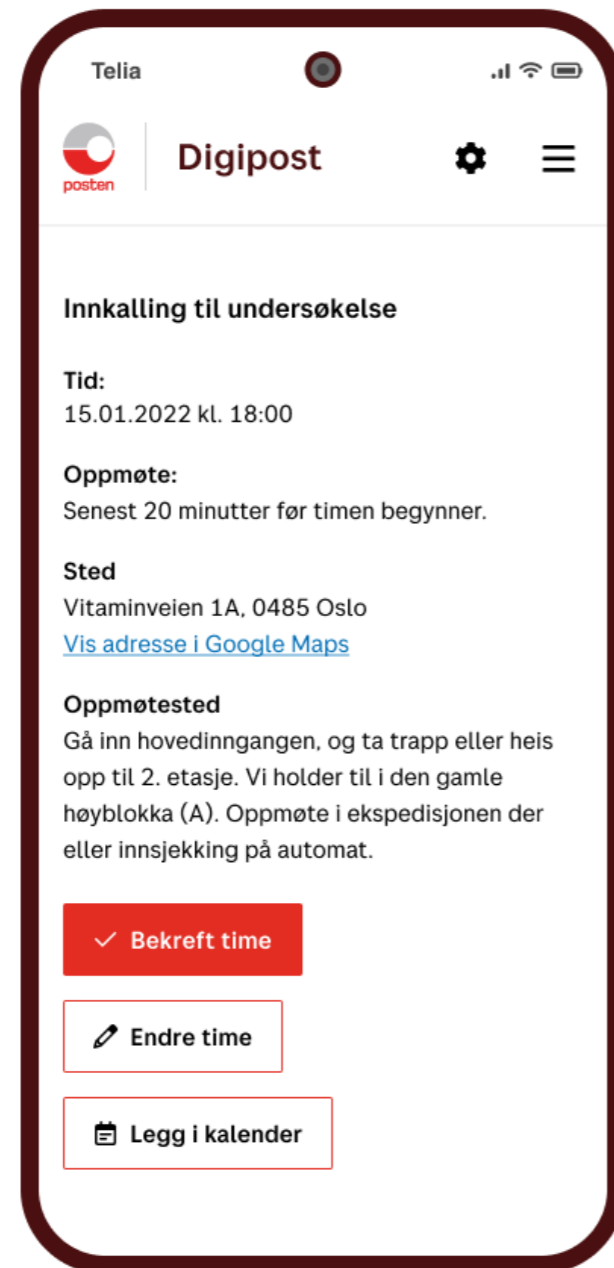 Telia
posten
Digipost
Innkalling til undersøkelse
Tid:
15.01.2022 kl. 18:00
Oppmøte:
Senest 20 minutter før timen begynner.
Sted
Vitaminveien 1A, 0485 Oslo
Vis adresse i Google Maps
Oppmøtested
Gå inn hovedinngangen, og ta trapp eller heis
opp til 2. etasje. Vi holder til i den gamle
høyblokka (A). Oppmøte i ekspedisjonen der
eller innsjekking på automat.
Bekreft time
Endre time
Legg i kalender